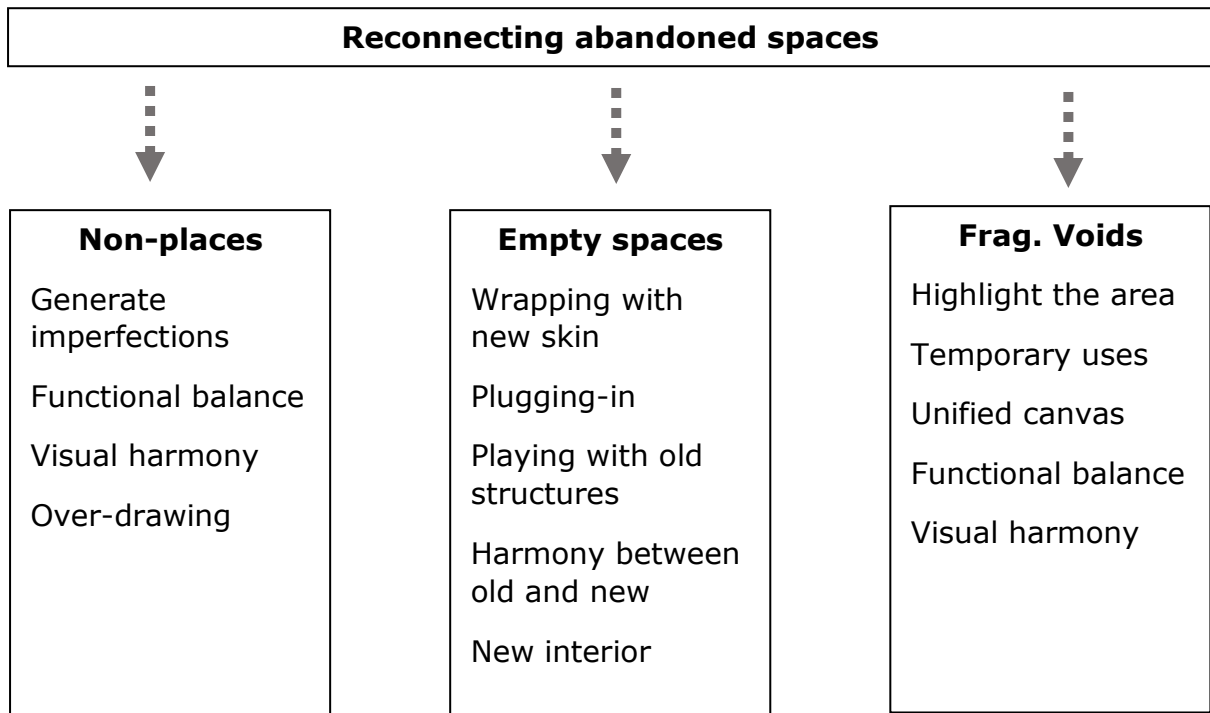 Reconnecting abandoned spaces
Non-places
Generate
imperfections
Functional balance
Visual harmony
Over-drawing
Empty spaces
Wrapping with
new skin
Plugging-in
Playing with old
structures
Harmony between
old and new
New interior
Frag. Voids
Highlight the area
Temporary uses
Unified canvas
Functional balance
Visual harmony